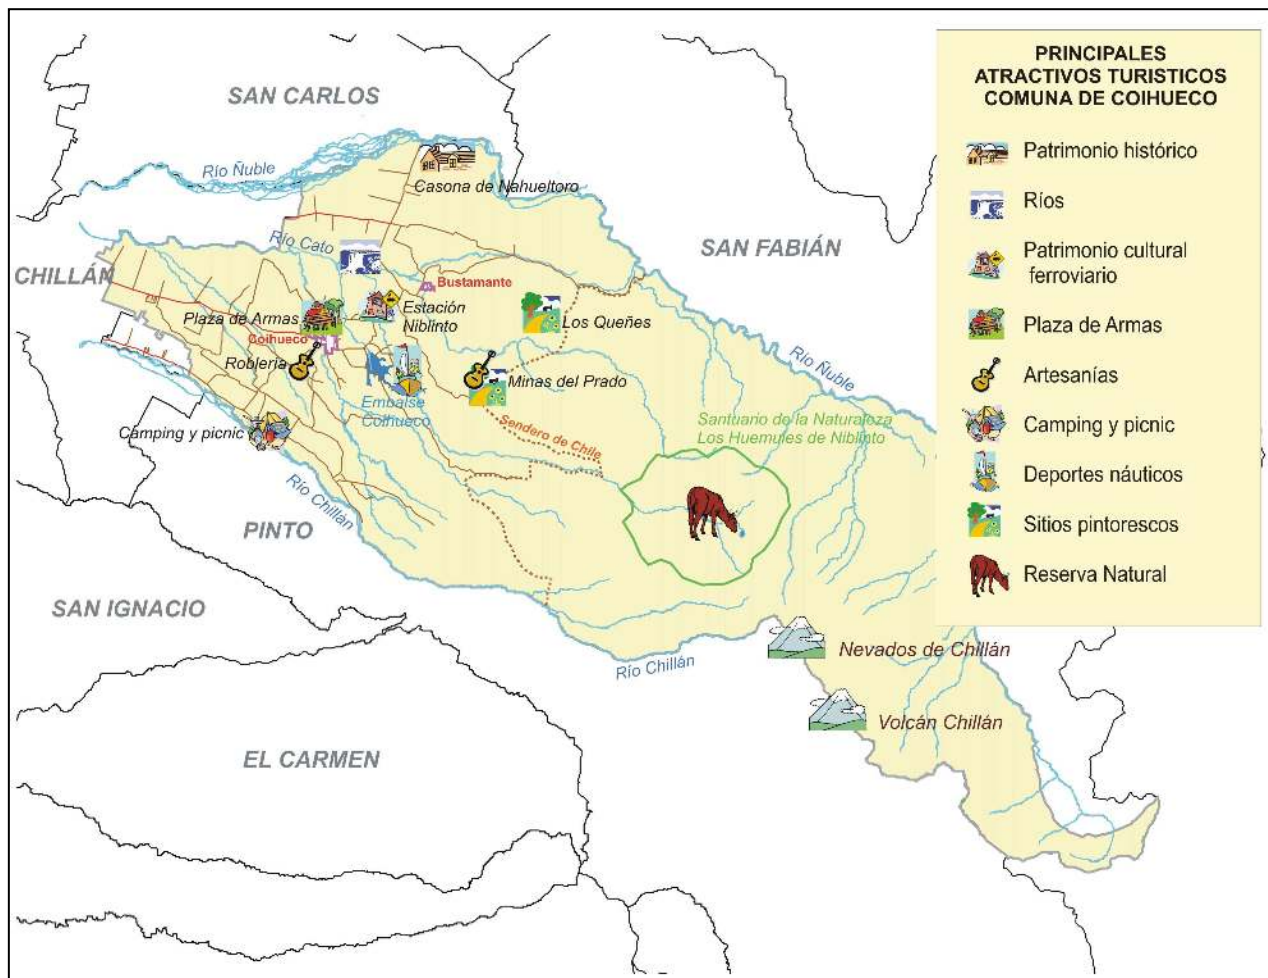 PRINCIPALES
ATRACTIVOS TURISTICOS
COMUNA DE COIHUECO
Patrimonio histórico
Ríos
Patrimonio cultural
ferroviario
Plaza de Armas
Artesanías
Camping y picnic
Deportes náuticos
Sitios pintorescos
Reserva Natural
SAN CARLOS
Río Ñuble
Casona de Nahueltoro
Río Cato
SAN FABIÁN
CHILLÁN
Bustamante
Plaza de Armas
Estación
Niblinto
Los Queñes
Coihueco
Roblería
Minas del Prado
Río Ñuble
Embalse
Coihueco
Santuario de la Naturaleza
Los Huemules de Niblinto
Camping y picnic
Sendero de Chile
Río Chillán
PINTO
SAN IGNACIO
Río Chillán
Nevados de Chillán
Volcán Chillán
EL CARMEN